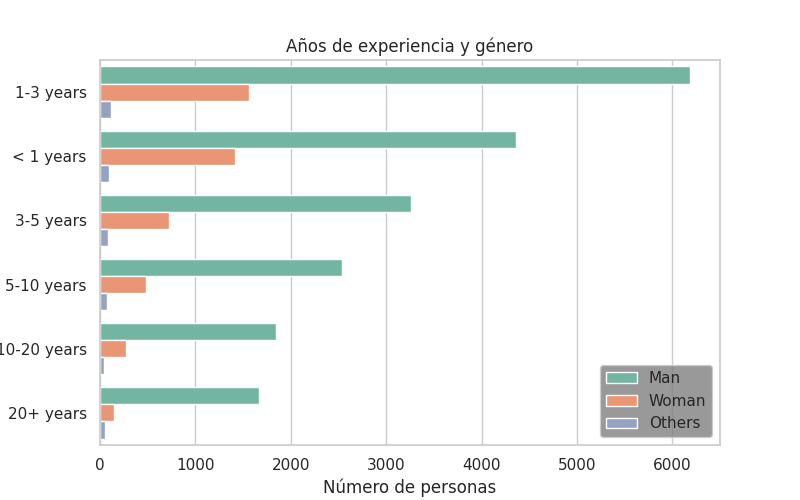 Años de experiencia y género
1-3 years
< 1 years
3-5 years
5-10 years
10-20 years
20+ years
Man
Woman
Others
0 1000 2000 3000 4000 5000 6000
Número de personas